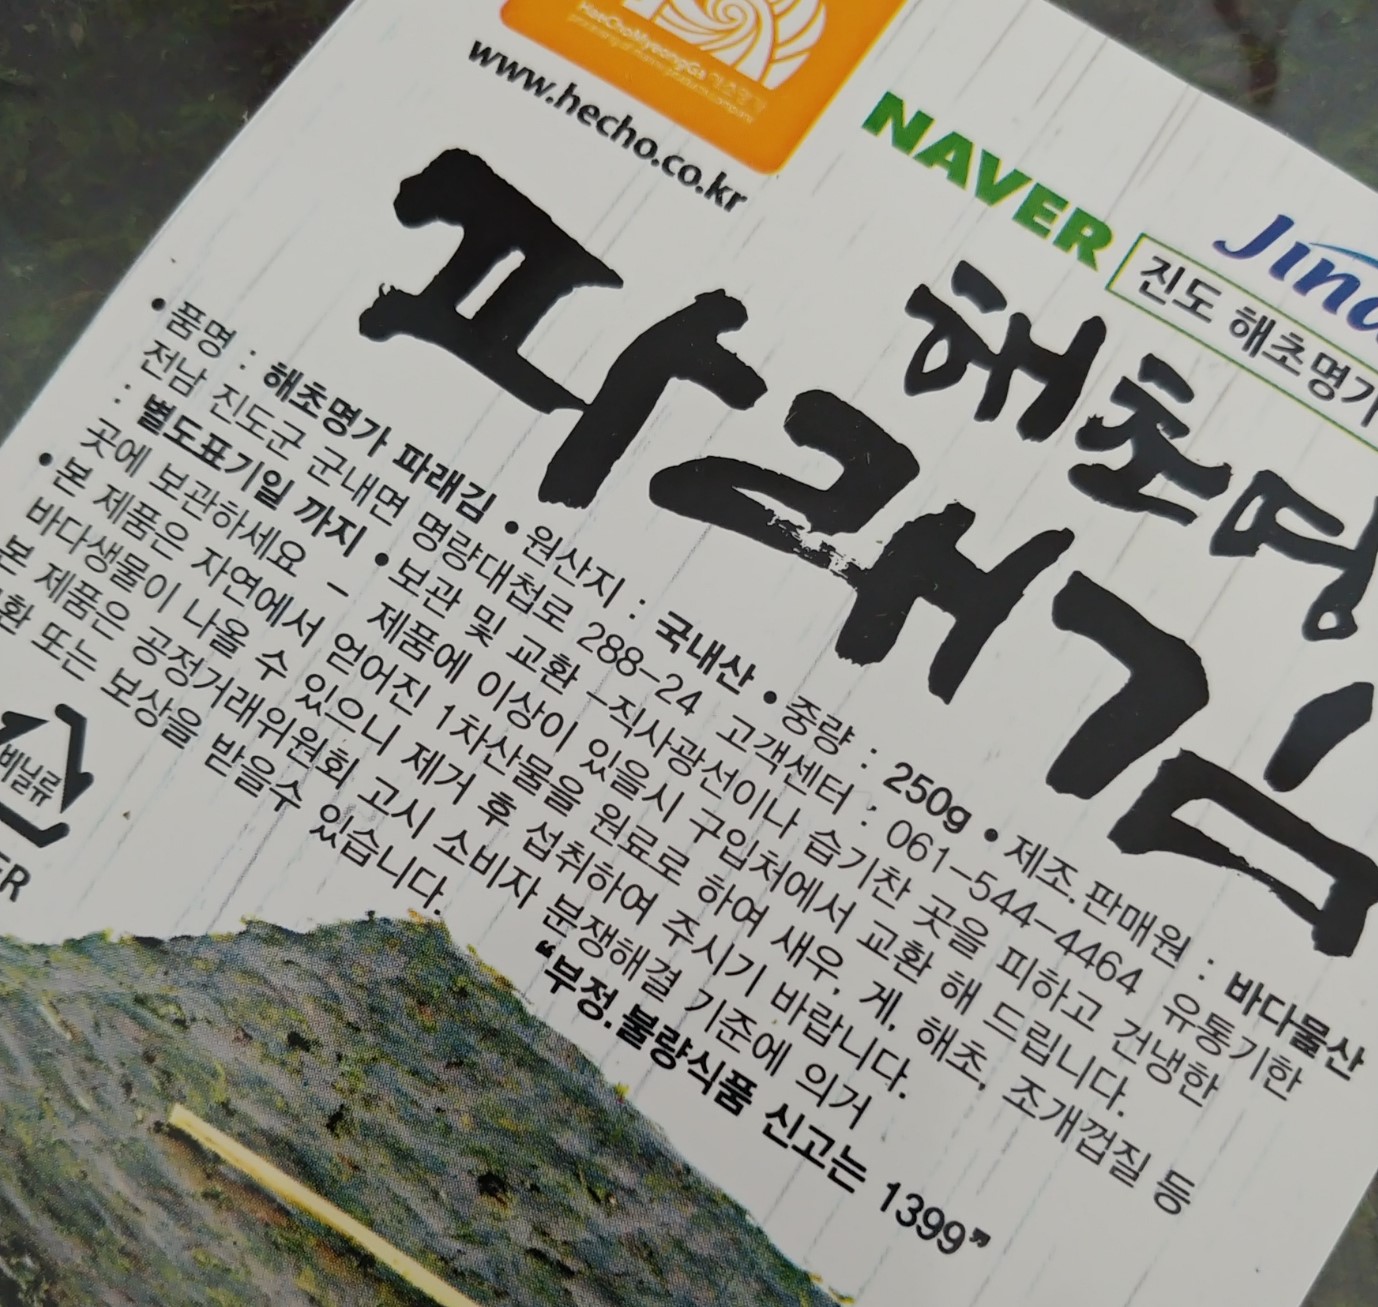 HaeChoMyeongGa
www.hecho.co.kr
NAVER
진도 해초명가
해초명
파래김
• 품명 : 해초명가 파래김 • 원산지 : 국내산 • 중량 : 250g • 제조.판매원 : 바다물산
전남 진도군 군내면 명량대첩로 288-24 고객센터 : 061-544-4464 유통기한
: 별도표기일 까지 • 보관 및 교환 -직사광선이나 습기찬 곳을 피하고 건냉한
곳에 보관하세요 - 제품에 이상이 있을시 구입처에서 교환 해 드립니다.
• 본 제품은 자연에서 얻어진 1차산물을 원료로 하여 새우, 게, 해초, 조개껍질 등
바다생물이 나올 수 있으니 제거 후 섭취하여 주시기 바랍니다.
본 제품은 공정거래위원회 고시 소비자 분쟁해결 기준에 의거
환 또는 보상을 받을수 있습니다.
“부정.불량식품 신고는 1399”
비닐류